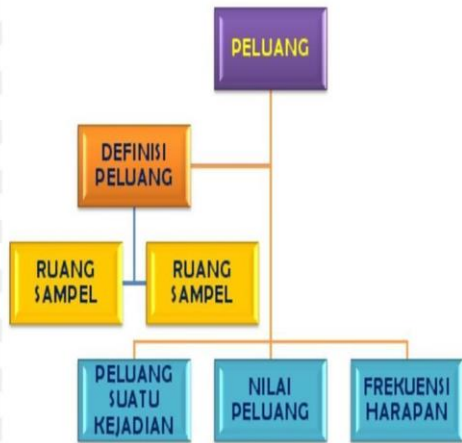 PELUANG
DEFINISI
PELUANG
RUANG
SAMPEL
RUANG
SAMPEL
PELUANG
SUATU
KEJADIAN
NILAI
PELUANG
FREKUENSI
HARAPAN